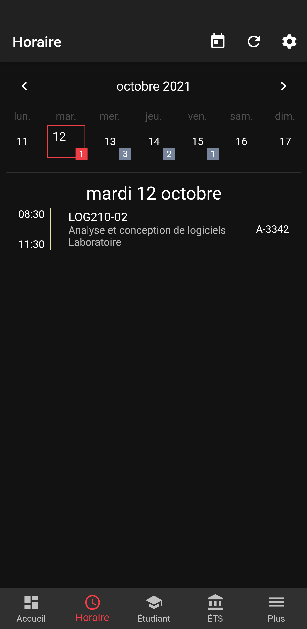 Horaire
octobre 2021
lun. mar. mer. jeu. ven. sam. dim.
11 12 13 14 15 16 17
1 3 2 1
mardi 12 octobre
08:30 LOG210-02
Analyse et conception de logiciels A-3342
11:30 Laboratoire
Accueil Horaire Étudiant ÉTS Plus